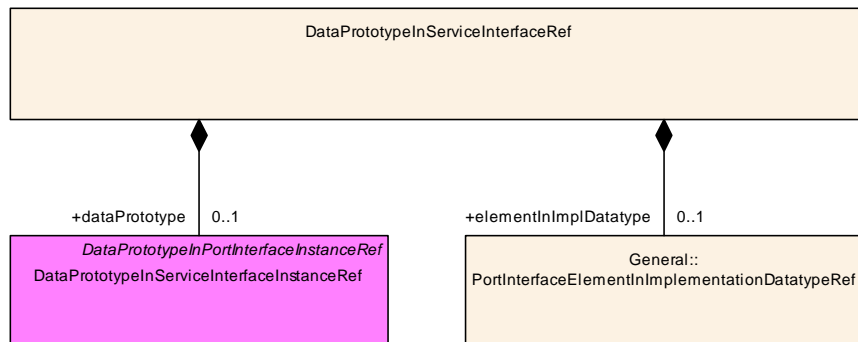 DataPrototypeInServiceInterfaceRef
+dataPrototype 0..1
+elementInImplDatatype 0..1
DataPrototypeInPortInterfaceInstanceRef
DataPrototypeInServiceInterfaceInstanceRef
General::
PortInterfaceElementInImplementationDatatypeRef